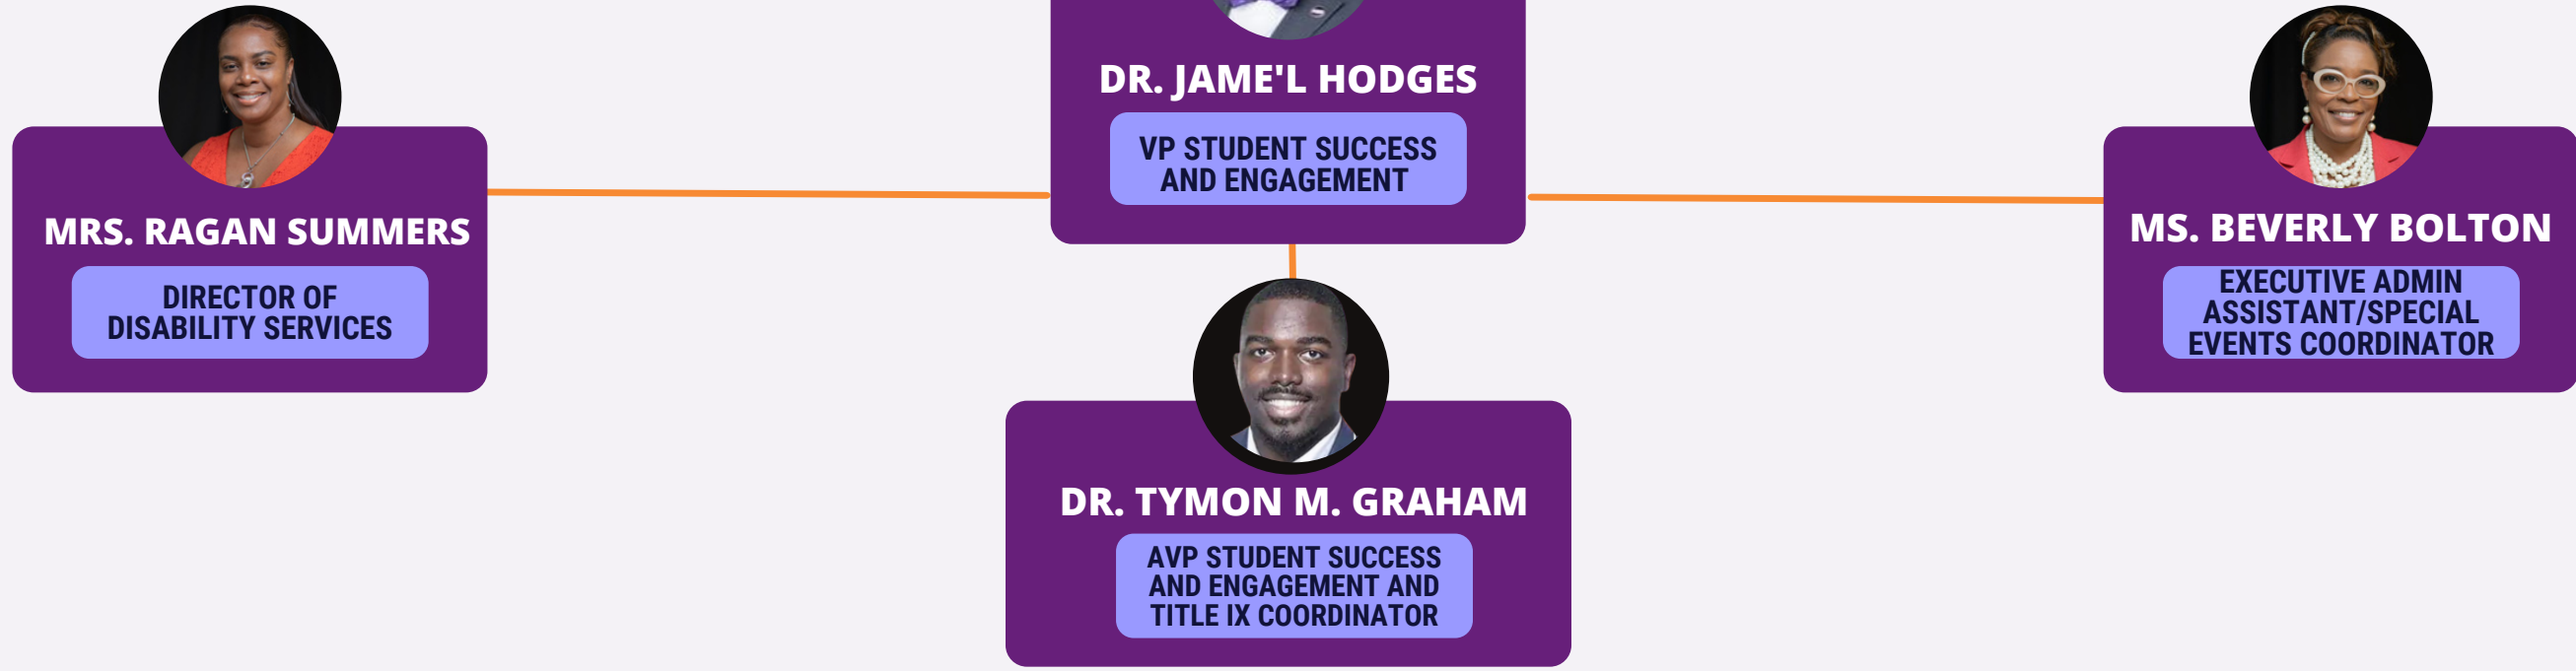 DR. JAME'L HODGES
VP STUDENT SUCCESS
AND ENGAGEMENT
MRS. RAGAN SUMMERS
DIRECTOR OF
DISABILITY SERVICES
MS. BEVERLY BOLTON
EXECUTIVE ADMIN
ASSISTANT/SPECIAL
EVENTS COORDINATOR
DR. TYMON M. GRAHAM
AVP STUDENT SUCCESS
AND ENGAGEMENT AND
TITLE IX COORDINATOR